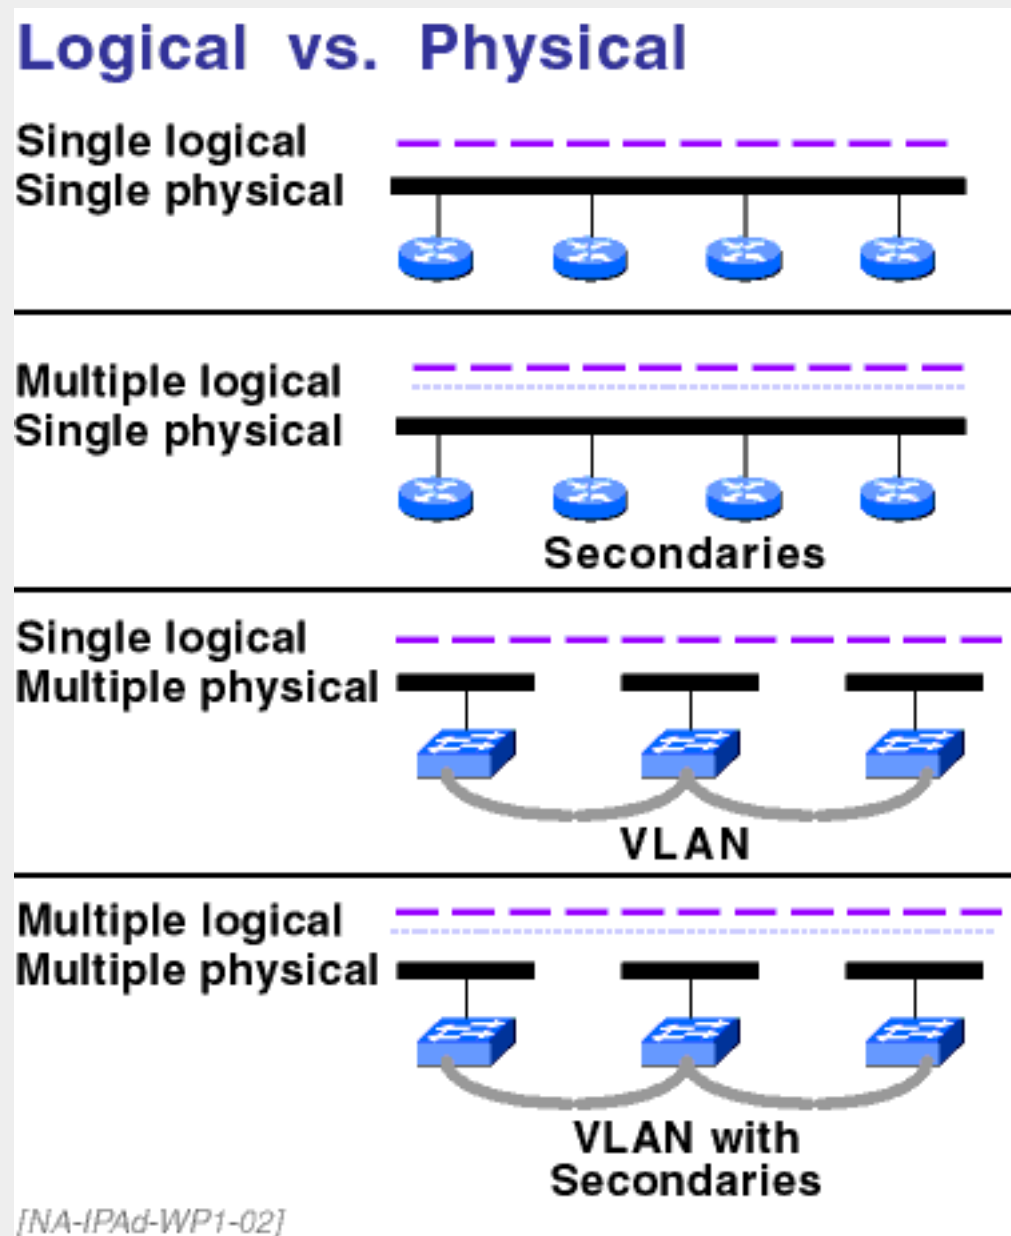 Logical vs. Physical
Single logical
Single physical
Multiple logical
Single physical
Secondaries
Single logical
Multiple physical
VLAN
Multiple logical
Multiple physical
VLAN with
Secondaries
[NA-IPAd-WP1-02]